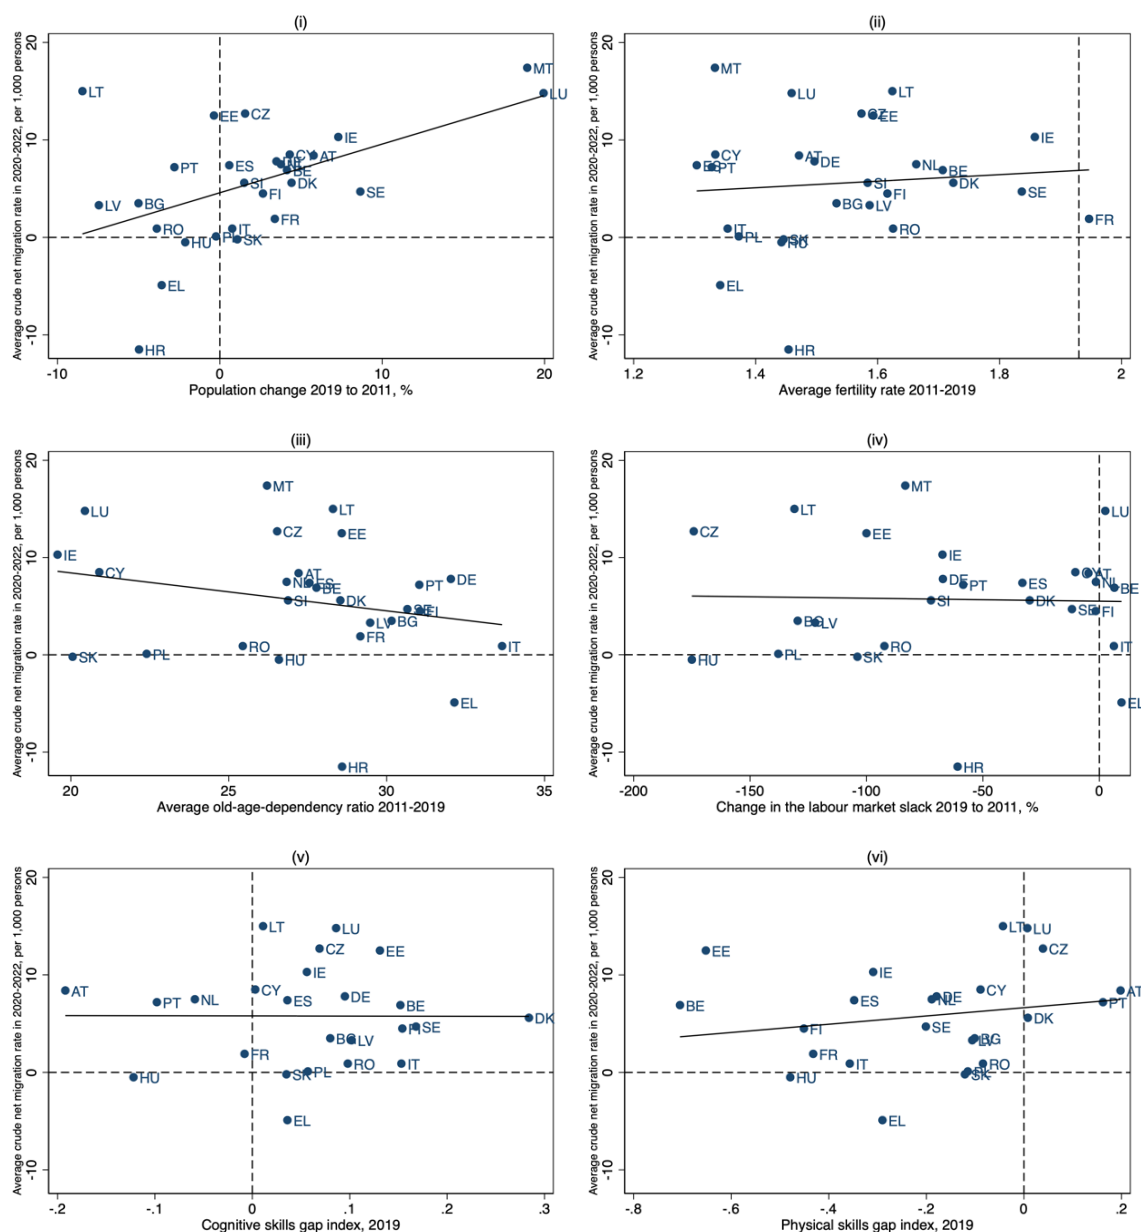 (i)
Average crude net migration rate in 2020-2022, per 1,000 persons
20
10
0
-10
LT
EE
CZ
MT
LU
IE
CY
AT
PT
ES
BE
SI
DK
FI
SE
LV
BG
FR
RO
IT
PL
HU
SK
EL
HR
-10
0
10
20
Population change 2019 to 2011, %
(ii)
Average crude net migration rate in 2020-2022, per 1,000 persons
20
10
0
-10
MT
LU
LT
CZ
EE
IE
CY
AT
DE
ES
PT
NL
BE
SI
DK
FI
SE
BG
LV
FR
IT
PL
RO
SK
HU
EL
HR
1.2
1.4
1.6
1.8
2
Average fertility rate 2011-2019
(iii)
Average crude net migration rate in 2020-2022, per 1,000 persons
20
10
0
-10
MT
LU
LT
CZ
EE
IE
CY
AT
NL
ES
BE
PT
DE
SI
DK
SE
FI
LV
BG
FR
RO
IT
SK
PL
HU
EL
HR
20
25
30
35
Average old-age-dependency ratio 2011-2019
(iv)
Average crude net migration rate in 2020-2022, per 1,000 persons
20
10
0
-10
MT
LT
LU
CZ
EE
IE
CY
AT
DE
PT
ES
NL
BE
SI
DK
SE
FI
BG
LV
RO
IT
HU
PL
SK
EL
HR
-200
-150
-100
-50
0
Change in the labour market slack 2019 to 2011, %
(v)
Average crude net migration rate in 2020-2022, per 1,000 persons
20
10
0
-10
LT
LU
CZ
EE
IE
AT
CY
PT
NL
ES
DE
BE
DK
FI
SE
BG
LV
FR
RO
IT
HU
SK
PL
EL
-.2
-.1
0
.1
.2
.3
Cognitive skills gap index, 2019
(vi)
Average crude net migration rate in 2020-2022, per 1,000 persons
20
10
0
-10
LT
LU
EE
CZ
IE
CY
AT
BE
ES
NL
DE
PT
DK
FI
SE
BG
LV
FR
IT
RO
HU
SK
EL
-.8
-.6
-.4
-.2
0
.2
Physical skills gap index, 2019